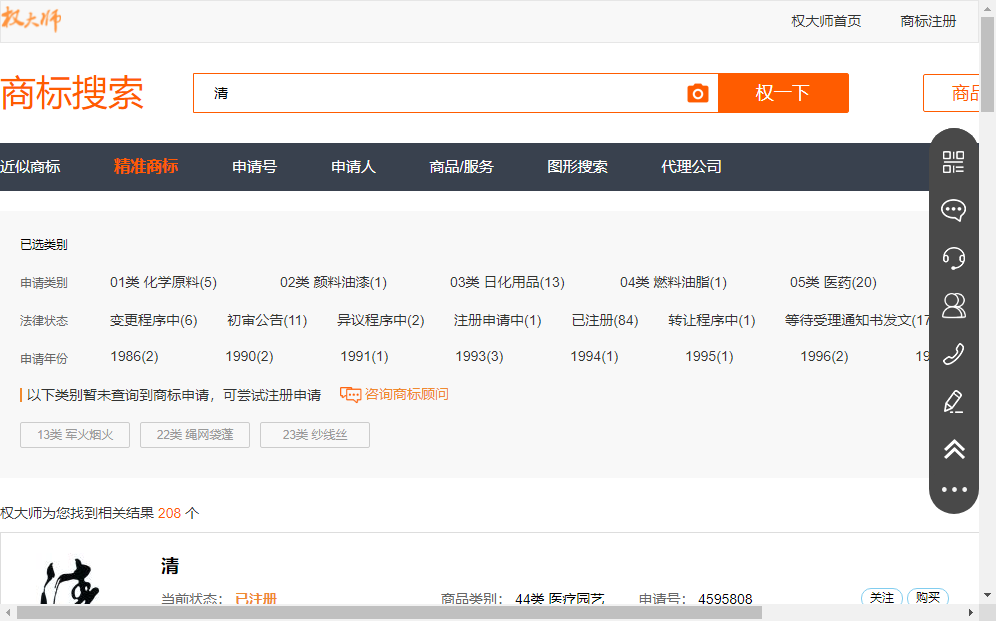 权大师
权大师首页 商标注册
商标搜索 清 权一下 商品
近似商标 精准商标 申请号 申请人 商品/服务 图形搜索 代理公司
已选类别
申请类别 01类 化学原料(5) 02类 颜料油漆(1) 03类 日化用品(13) 04类 燃料油脂(1) 05类 医药(20)
法律状态 变更程序中(6) 初审公告(11) 异议程序中(2) 注册申请中(1) 已注册(84) 转让程序中(1) 等待受理通知书发文(17
申请年份 1986(2) 1990(2) 1991(1) 1993(3) 1994(1) 1995(1) 1996(2) 19
以下类别暂未查询到商标申请，可尝试注册申请 咨询商标顾问
13类 军火烟火 22类 绳网袋蓬 23类 纱线丝
权大师为您找到相关结果 208 个
清
当前状态： 已注册 商品类别： 44类 医疗园艺 申请号： 4595808 关注 购买